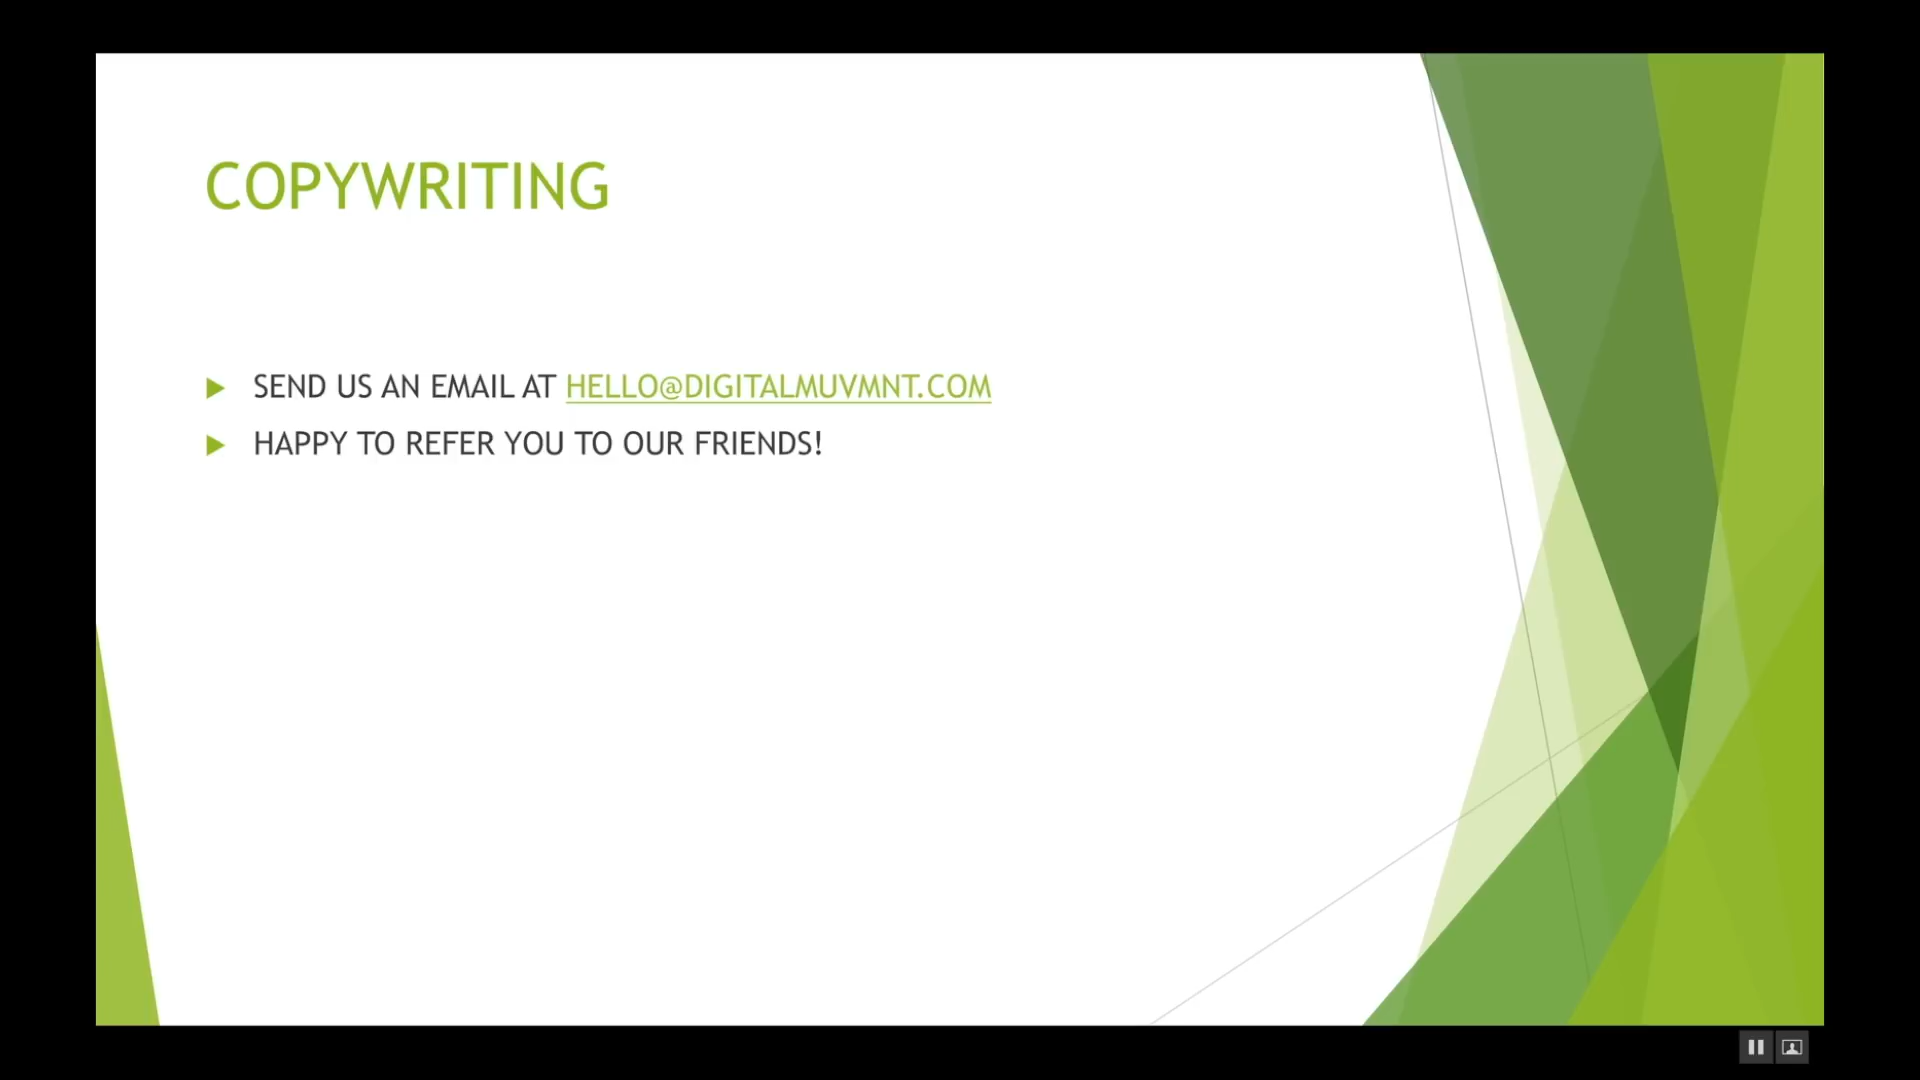 COPYWRITING
SEND US AN EMAIL AT HELLO@DIGITALMUVMNT.COM
HAPPY TO REFER YOU TO OUR FRIENDS!